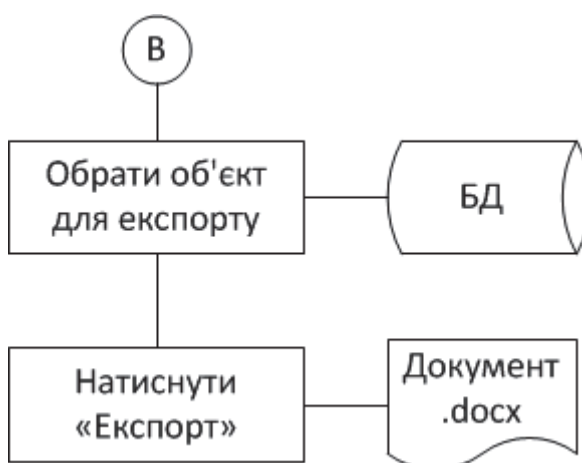 В
Обрати об'єкт
для експорту
БД
Натиснути
«Експорт»
Документ
.docx